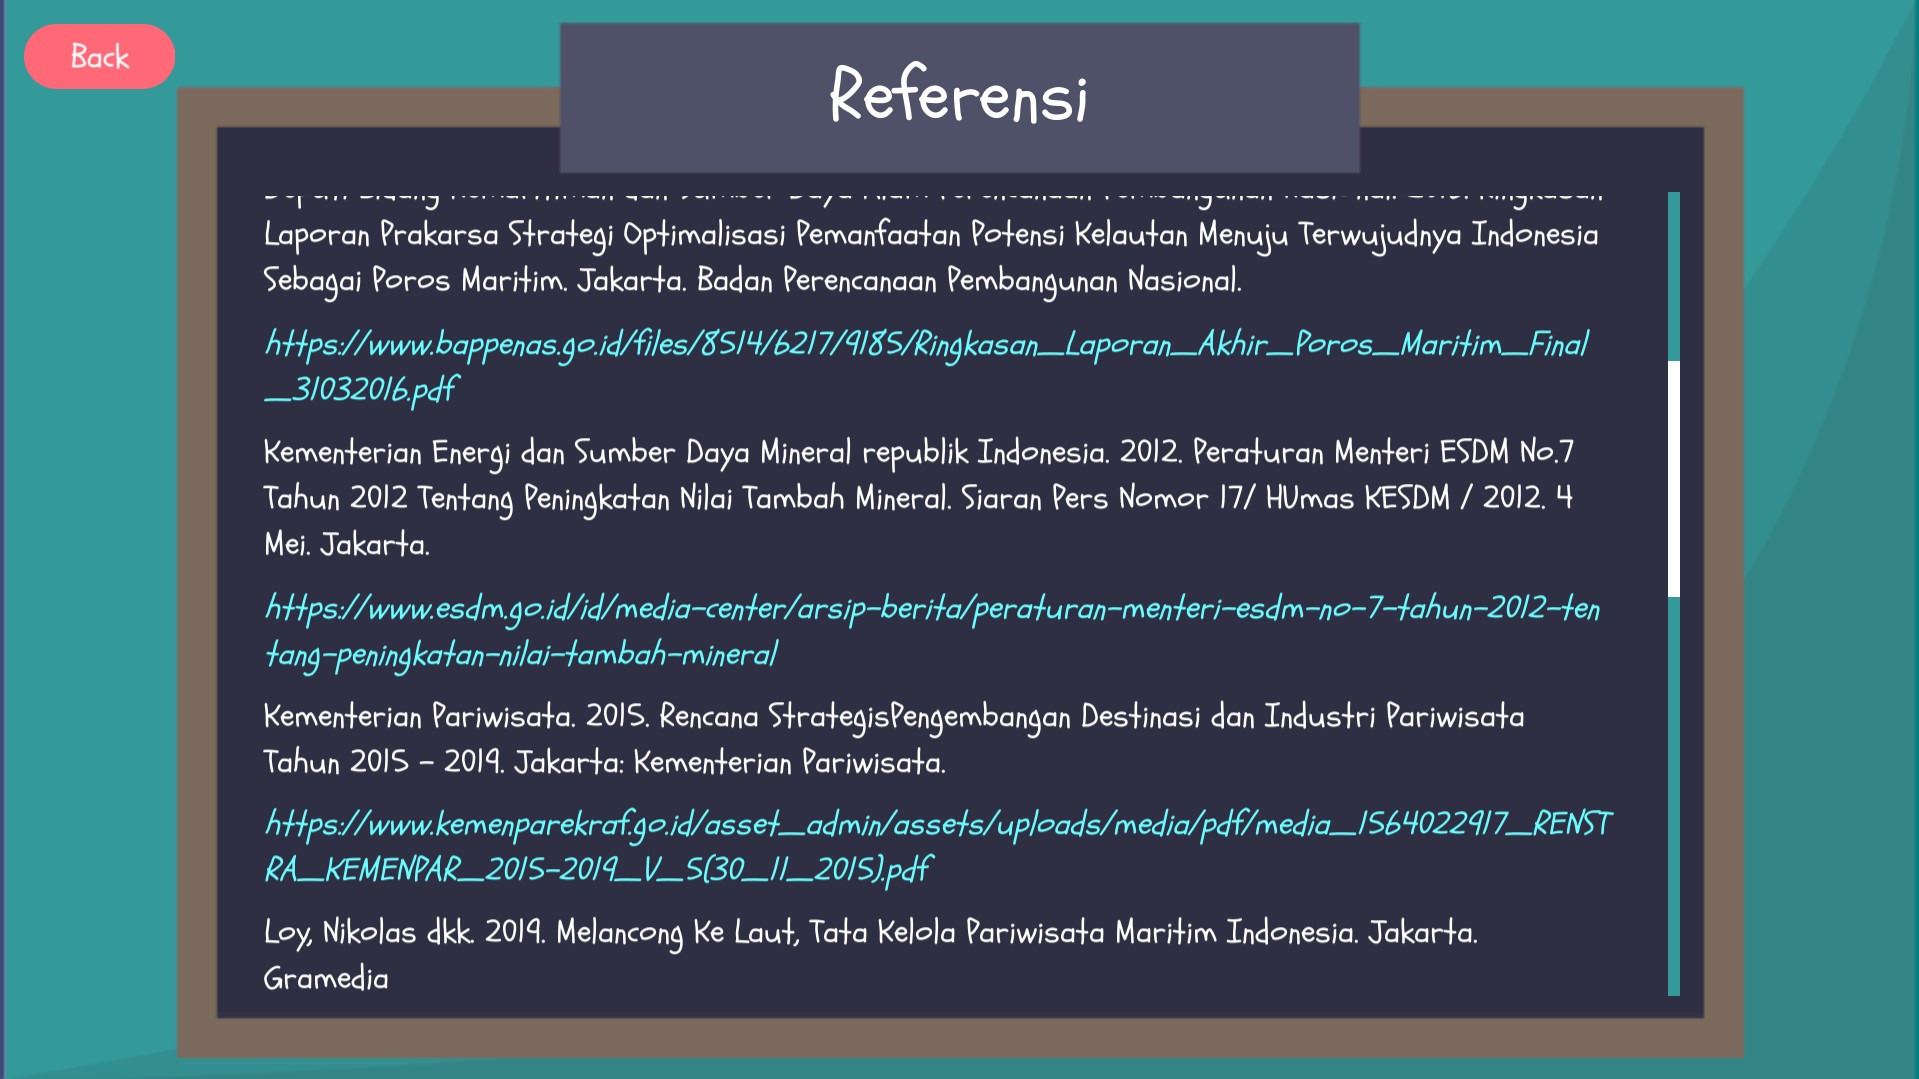 Back
Referensi
Laporan Prakarsa Strategi Optimalisasi Pemanfaatan Potensi Kelautan Menuju Terwujudnya Indonesia
Sebagai Poros Maritim. Jakarta. Badan Perencanaan Pembangunan Nasional.
https://www.bappenas.go.id/files/8514/6217/9185/Ringkasan_Laporan_Akhir_Poros_Maritim_Final
_31032016.pdf
Kementerian Energi dan Sumber Daya Mineral republik Indonesia. 2012. Peraturan Menteri ESDM No.7
Tahun 2012 Tentang Peningkatan Nilai Tambah Mineral. Siaran Pers Nomor 17/ HUmas KESDM / 2012. 4
Mei. Jakarta.
https://www.esdm.go.id/id/media-center/arsip-berita/peraturan-menteri-esdm-no-7-tahun-2012-ten
tang-peningkatan-nilai-tambah-mineral
Kementerian Pariwisata. 2015. Rencana StrategisPengembangan Destinasi dan Industri Pariwisata
Tahun 2015 - 2019. Jakarta: Kementerian Pariwisata.
https://www.kemenparekraf.go.id/asset_admin/assets/uploads/media/pdf/media_1564022917_RENST
RA_KEMENPAR_2015-2019_V_5(30_11_2015).pdf
Loy, Nikolas dkk. 2019. Melancong Ke Laut, Tata Kelola Pariwisata Maritim Indonesia. Jakarta.
Gramedia